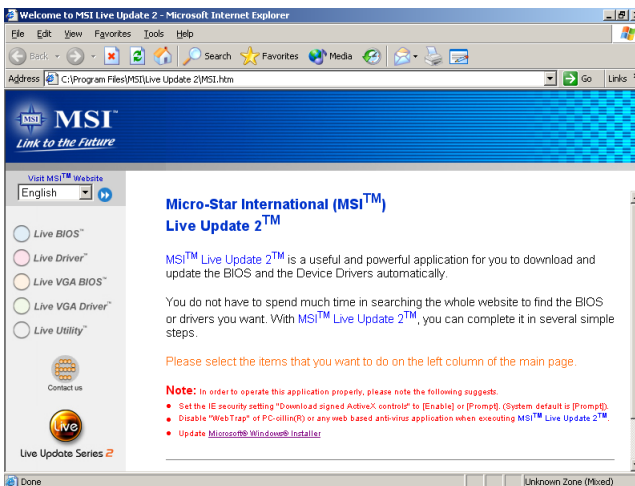 Welcome to MSI Live Update 2 - Microsoft Internet Explorer
File Edit View Favorites Tools Help
Back Search Favorites Media
Address C:\Program Files\MSI\Live Update 2\MSI.htm Go Links
MSI MSI™
Link to the Future
Visit MSI™ Website
English
Live BIOS™
Live Driver™
Live VGA BIOS™
Live VGA Driver™
Live Utility™
Contact us
Live
Live Update Series 2
Micro-Star International (MSI™)
Live Update 2™
MSI™ Live Update 2™ is a useful and powerful application for you to download and
update the BIOS and the Device Drivers automatically.
You do not have to spend much time in searching the whole website to find the BIOS
or drivers you want. With MSI™ Live Update 2™, you can complete it in several simple
steps.
Please select the items that you want to do on the left column of the main page.
Note: In order to operate this application properly, please note the following suggests.
Set the IE security setting "Download signed ActiveX controls" to [Enable] or [Prompt]. (System default is [Prompt]).
Disable "WebTrap" of PC-cillin(R) or any web based anti-virus application when executing MSI™ Live Update 2™.
Update Microsoft® Windows® Installer
Done Unknown Zone (Mixed)